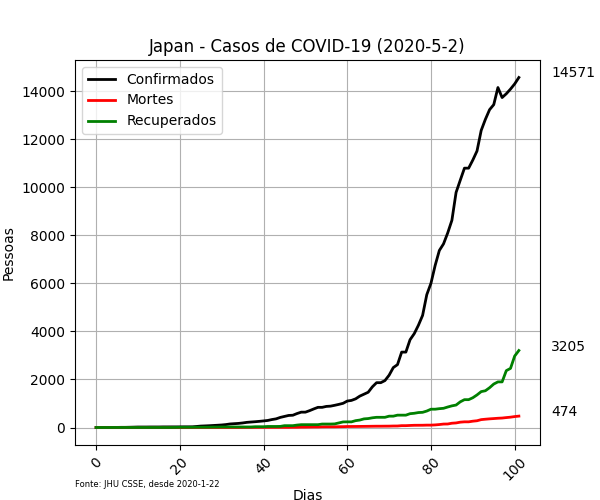 Japan - Casos de COVID-19 (2020-5-2)
Confirmados
Mortes
Recuperados
14571
3205
474
Pessoas
14000
12000
10000
8000
6000
4000
2000
0
0
20
40
60
80
100
Dias
Fonte: JHU CSSE, desde 2020-1-22